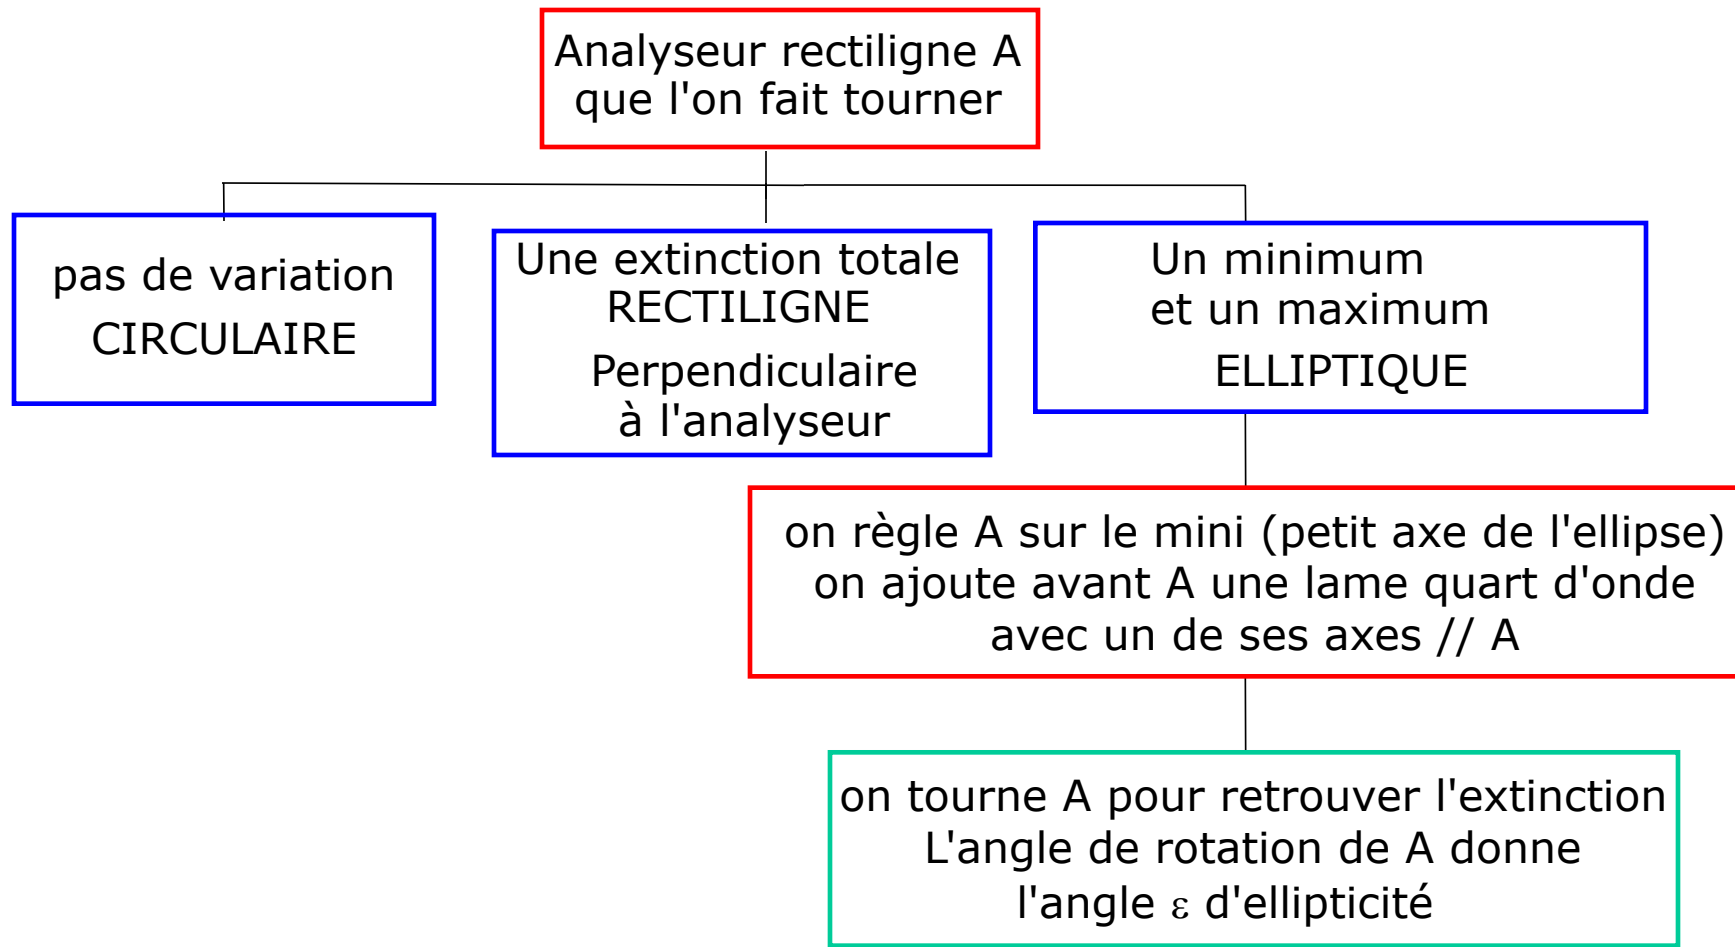 Analyseur rectiligne A
que l'on fait tourner
pas de variation
CIRCULAIRE
Une extinction totale
RECTILIGNE
Perpendiculaire
à l'analyseur
Un minimum
et un maximum
ELLIPTIQUE
on règle A sur le mini (petit axe de l'ellipse)
on ajoute avant A une lame quart d'onde
avec un de ses axes // A
on tourne A pour retrouver l'extinction
L'angle de rotation de A donne
l'angle ε d'ellipticité